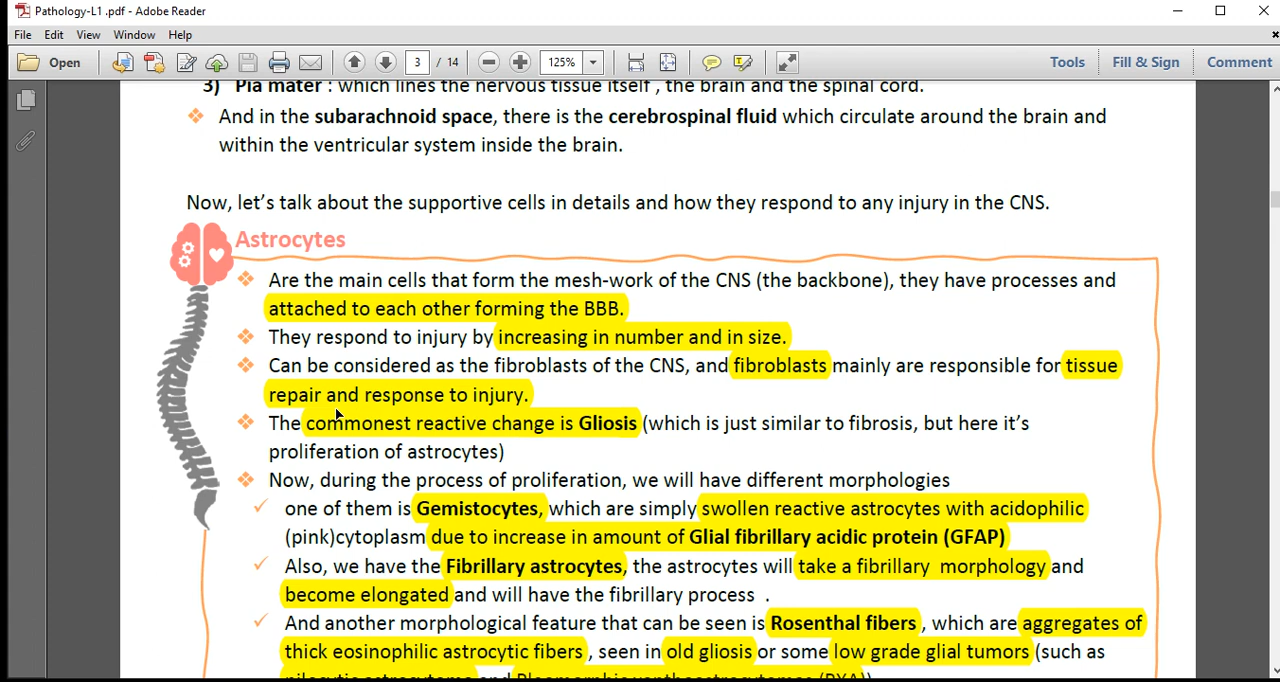 Pathology-L1 .pdf - Adobe Reader
File Edit View Window Help
Open 3 / 14 125% Tools Fill & Sign Comment
3) Pia mater : which lines the nervous tissue itself , the brain and the spinal cord.
And in the subarachnoid space, there is the cerebrospinal fluid which circulate around the brain and
within the ventricular system inside the brain.
Now, let's talk about the supportive cells in details and how they respond to any injury in the CNS.
Astrocytes
Are the main cells that form the mesh-work of the CNS (the backbone), they have processes and
attached to each other forming the BBB.
They respond to injury by increasing in number and in size.
Can be considered as the fibroblasts of the CNS, and fibroblasts mainly are responsible for tissue
repair and response to injury.
The commonest reactive change is Gliosis (which is just similar to fibrosis, but here it's
proliferation of astrocytes)
Now, during the process of proliferation, we will have different morphologies
one of them is Gemistocytes, which are simply swollen reactive astrocytes with acidophilic
(pink)cytoplasm due to increase in amount of Glial fibrillary acidic protein (GFAP)
Also, we have the Fibrillary astrocytes, the astrocytes will take a fibrillary morphology and
become elongated and will have the fibrillary process .
And another morphological feature that can be seen is Rosenthal fibers , which are aggregates of
thick eosinophilic astrocytic fibers , seen in old gliosis or some low grade glial tumors (such as
pilocytic astrocytoma and Pleomorphic xanthoastrocytomas (PXA))